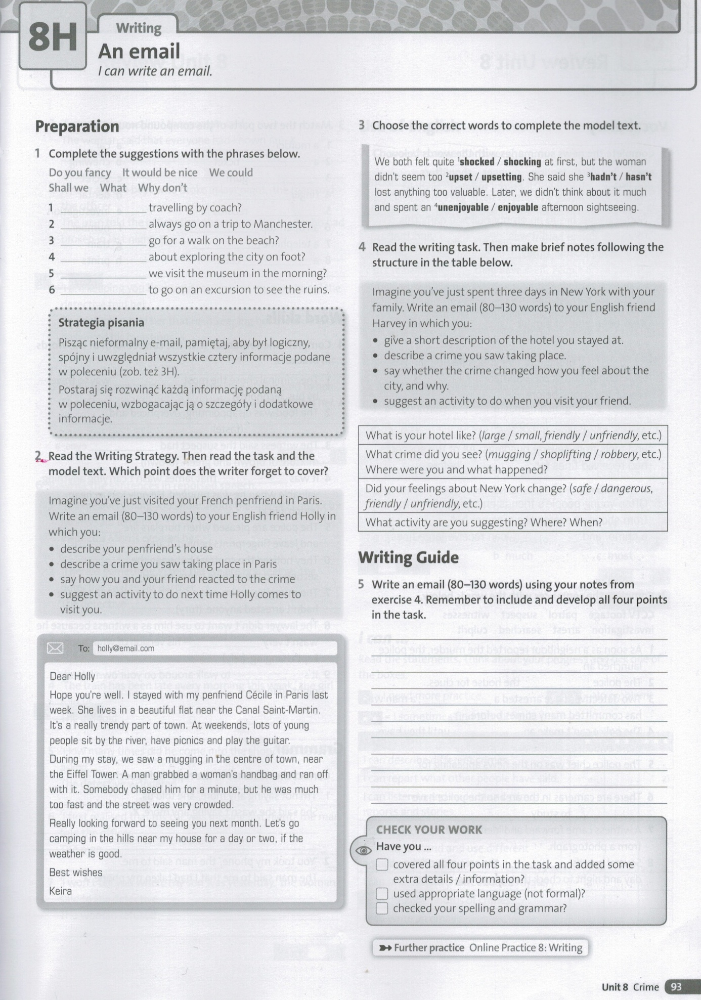 8H
Writing
An email
I can write an email.
Preparation
1 Complete the suggestions with the phrases below.
Do you fancy It would be nice We could
Shall we What Why don't
1 ____ travelling by coach?
2 ____ always go on a trip to Manchester.
3 ____ go for a walk on the beach?
4 ____ about exploring the city on foot?
5 ____ we visit the museum in the morning?
6 ____ to go on an excursion to see the ruins.
Strategia pisania
Pisząc nieformalny e-mail, pamiętaj, aby był logiczny,
spójny i uwzględniał wszystkie cztery informacje podane
w poleceniu (zob. też 3H).
Postaraj się rozwinąć każdą informację podaną
w poleceniu, wzbogacając ją o szczegóły i dodatkowe
informacje.
2 Read the Writing Strategy. Then read the task and the
model text. Which point does the writer forget to cover?
Imagine you've just visited your French penfriend in Paris.
Write an email (80–130 words) to your English friend Holly in
which you:
• describe your penfriend's house
• describe a crime you saw taking place in Paris
• say how you and your friend reacted to the crime
• suggest an activity to do next time Holly comes to
visit you.
To: holly@email.com
Dear Holly
Hope you're well. I stayed with my penfriend Cécile in Paris last
week. She lives in a beautiful flat near the Canal Saint-Martin.
It's a really trendy part of town. At weekends, lots of young
people sit by the river, have picnics and play the guitar.
During my stay, we saw a mugging in the centre of town, near
the Eiffel Tower. A man grabbed a woman's handbag and ran off
with it. Somebody chased him for a minute, but he was much
too fast and the street was very crowded.
Really looking forward to seeing you next month. Let's go
camping in the hills near my house for a day or two, if the
weather is good.
Best wishes
Keira
3 Choose the correct words to complete the model text.
We both felt quite ¹shocked / shocking at first, but the woman
didn't seem too ²upset / upsetting. She said she ³hadn't / hasn't
lost anything too valuable. Later, we didn't think about it much
and spent an ⁴unenjoyable / enjoyable afternoon sightseeing.
4 Read the writing task. Then make brief notes following the
structure in the table below.
Imagine you've just spent three days in New York with your
family. Write an email (80–130 words) to your English friend
Harvey in which you:
• give a short description of the hotel you stayed at.
• describe a crime you saw taking place.
• say whether the crime changed how you feel about the
city, and why.
• suggest an activity to do when you visit your friend.
What is your hotel like? (large / small, friendly / unfriendly, etc.)
What crime did you see? (mugging / shoplifting / robbery, etc.)
Where were you and what happened?
Did your feelings about New York change? (safe / dangerous,
friendly / unfriendly, etc.)
What activity are you suggesting? Where? When?
Writing Guide
5 Write an email (80–130 words) using your notes from
exercise 4. Remember to include and develop all four points
in the task.
CHECK YOUR WORK
Have you ...
covered all four points in the task and added some
extra details / information?
used appropriate language (not formal)?
checked your spelling and grammar?
Further practice Online Practice 8: Writing
Unit 8 Crime 93